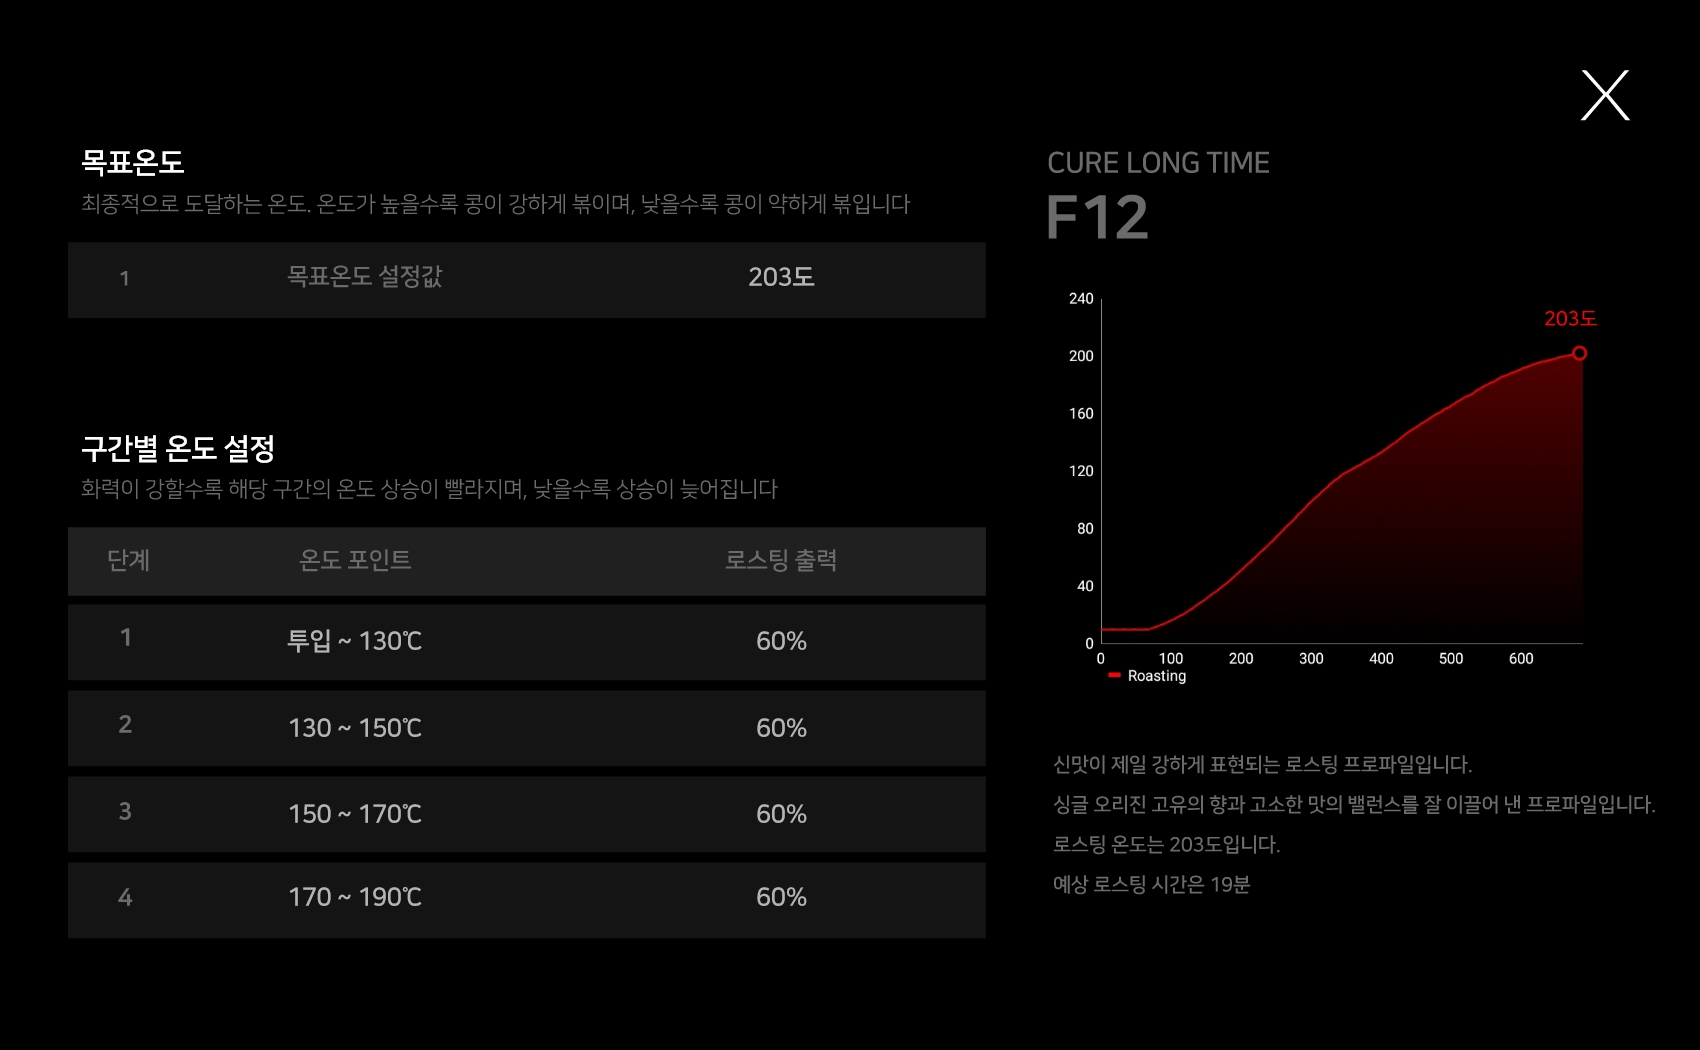 목표온도
최종적으로 도달하는 온도. 온도가 높을수록 콩이 강하게 볶이며, 낮을수록 콩이 약하게 볶입니다
1 목표온도 설정값 203도
구간별 온도 설정
화력이 강할수록 해당 구간의 온도 상승이 빨라지며, 낮을수록 상승이 늦어집니다
단계 온도 포인트 로스팅 출력
1 투입 ~ 130℃ 60%
2 130 ~ 150℃ 60%
3 150 ~ 170℃ 60%
4 170 ~ 190℃ 60%
X
CURE LONG TIME
F12
203도
240
200
160
120
80
40
0
0 100 200 300 400 500 600
Roasting
신맛이 제일 강하게 표현되는 로스팅 프로파일입니다.
싱글 오리진 고유의 향과 고소한 맛의 밸런스를 잘 이끌어 낸 프로파일입니다.
로스팅 온도는 203도입니다.
예상 로스팅 시간은 19분